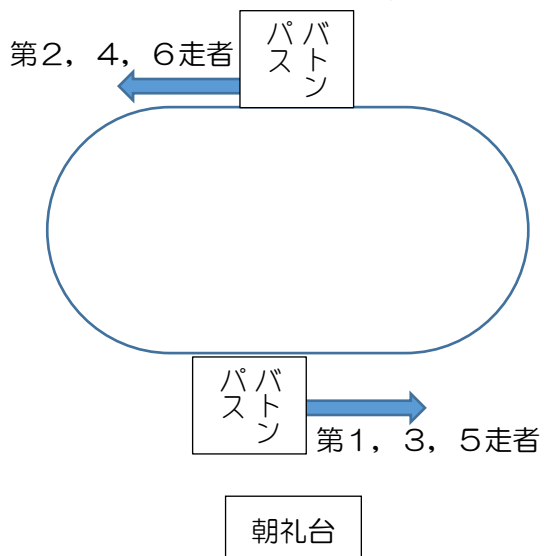 第２，４，６走者
バトン
パス
バトン
パス
第１，３，５走者
朝礼台